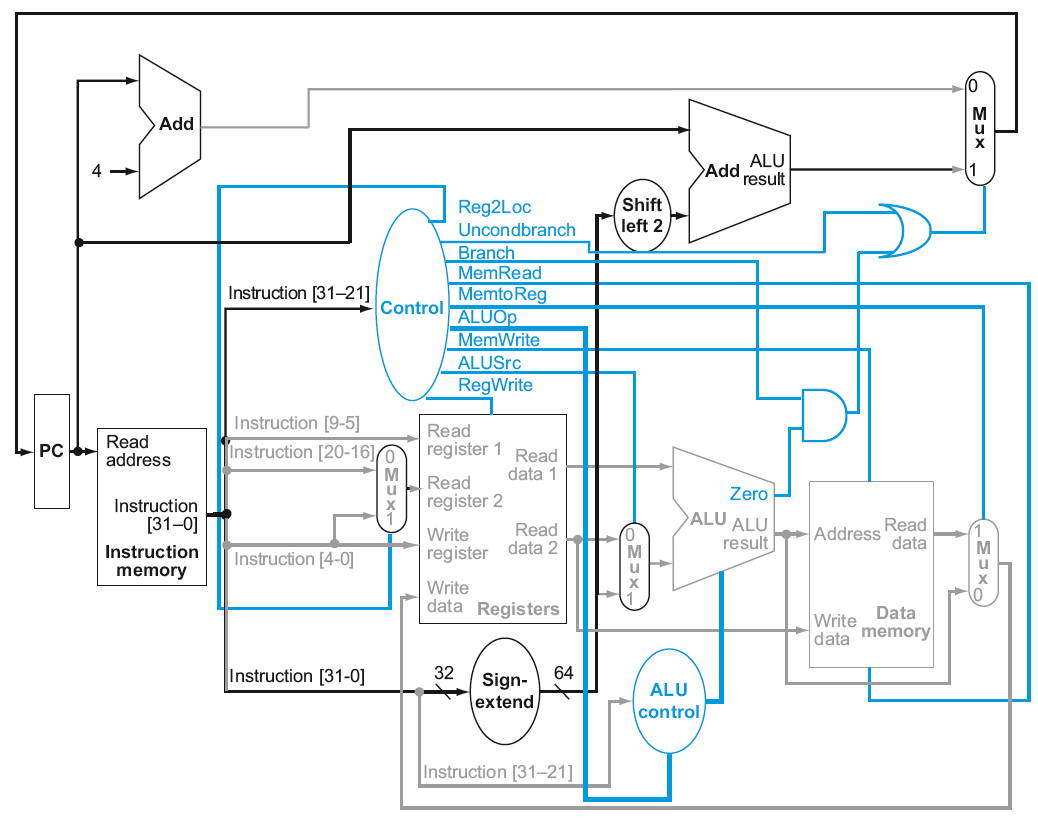 0
M
u
x
1
Add
4
Add
ALU
result
Shift
left 2
Reg2Loc
Uncondbranch
Branch
MemRead
MemtoReg
ALUOp
MemWrite
ALUSrc
RegWrite
Instruction [31–21]
Control
PC
Read
address
Instruction
[31–0]
Instruction
memory
Instruction [9-5]
Instruction [20-16]
Instruction [4-0]
0
M
u
x
1
Read
register 1
Read
register 2
Write
register
Write
data
Read
data 1
Read
data 2
Registers
0
M
u
x
1
Zero
ALU
ALU
result
Address
Read
data
Write
data
Data
memory
1
M
u
x
0
Instruction [31-0]
32
Sign-
extend
64
ALU
control
Instruction [31–21]